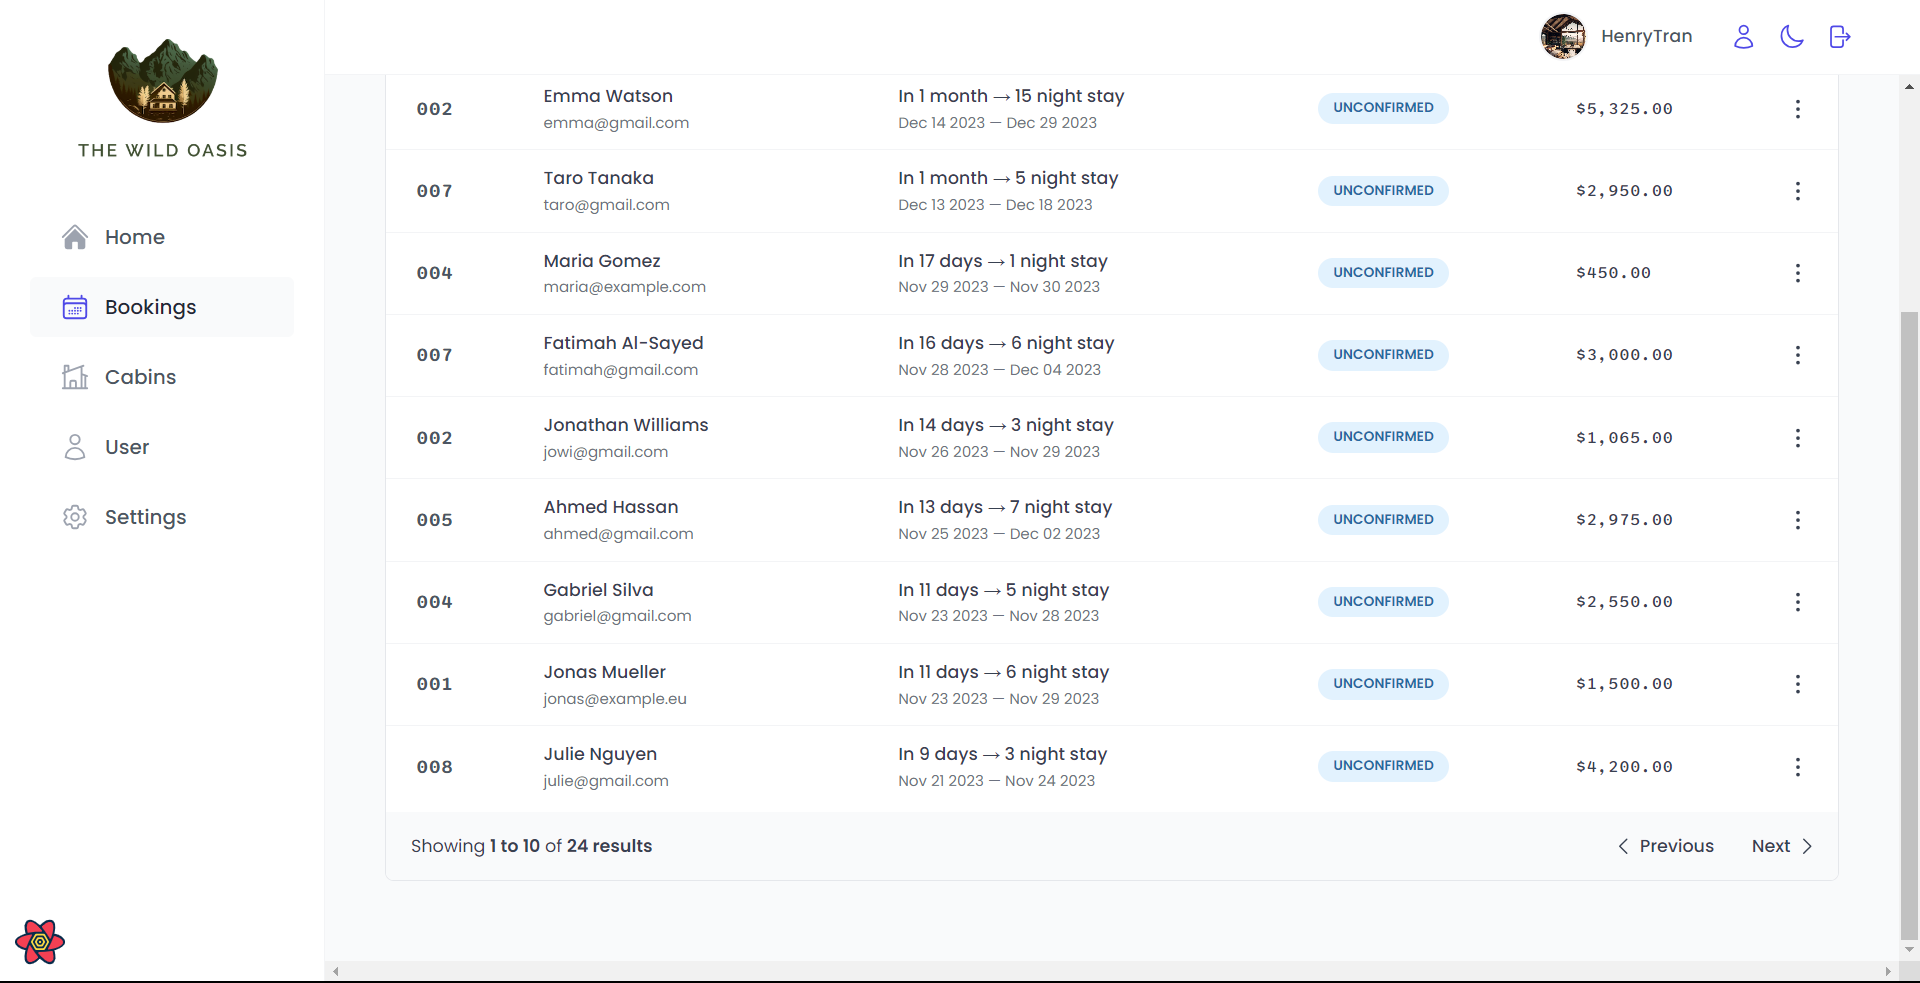 THE WILD OASIS
Home
Bookings
Cabins
User
Settings
HenryTran
002 Emma Watson In 1 month → 15 night stay UNCONFIRMED $5,325.00
emma@gmail.com Dec 14 2023 — Dec 29 2023
007 Taro Tanaka In 1 month → 5 night stay UNCONFIRMED $2,950.00
taro@gmail.com Dec 13 2023 — Dec 18 2023
004 Maria Gomez In 17 days → 1 night stay UNCONFIRMED $450.00
maria@example.com Nov 29 2023 — Nov 30 2023
007 Fatimah Al-Sayed In 16 days → 6 night stay UNCONFIRMED $3,000.00
fatimah@gmail.com Nov 28 2023 — Dec 04 2023
002 Jonathan Williams In 14 days → 3 night stay UNCONFIRMED $1,065.00
jowi@gmail.com Nov 26 2023 — Nov 29 2023
005 Ahmed Hassan In 13 days → 7 night stay UNCONFIRMED $2,975.00
ahmed@gmail.com Nov 25 2023 — Dec 02 2023
004 Gabriel Silva In 11 days → 5 night stay UNCONFIRMED $2,550.00
gabriel@gmail.com Nov 23 2023 — Nov 28 2023
001 Jonas Mueller In 11 days → 6 night stay UNCONFIRMED $1,500.00
jonas@example.eu Nov 23 2023 — Nov 29 2023
008 Julie Nguyen In 9 days → 3 night stay UNCONFIRMED $4,200.00
julie@gmail.com Nov 21 2023 — Nov 24 2023
Showing 1 to 10 of 24 results Previous Next